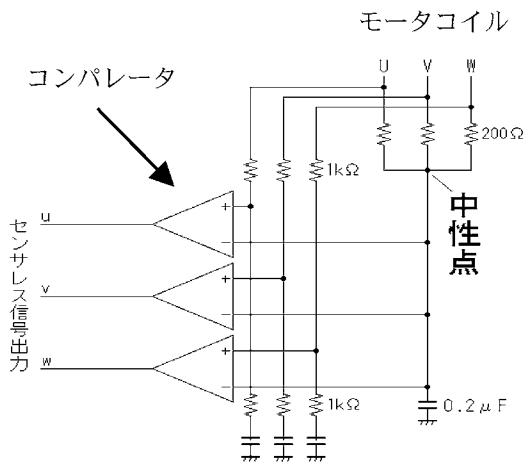 モータコイル
U V W
コンパレータ
200Ω
1kΩ
中性点
センサレス信号出力
u
+
−
v
+
−
w
+
−
1kΩ
0.2μF